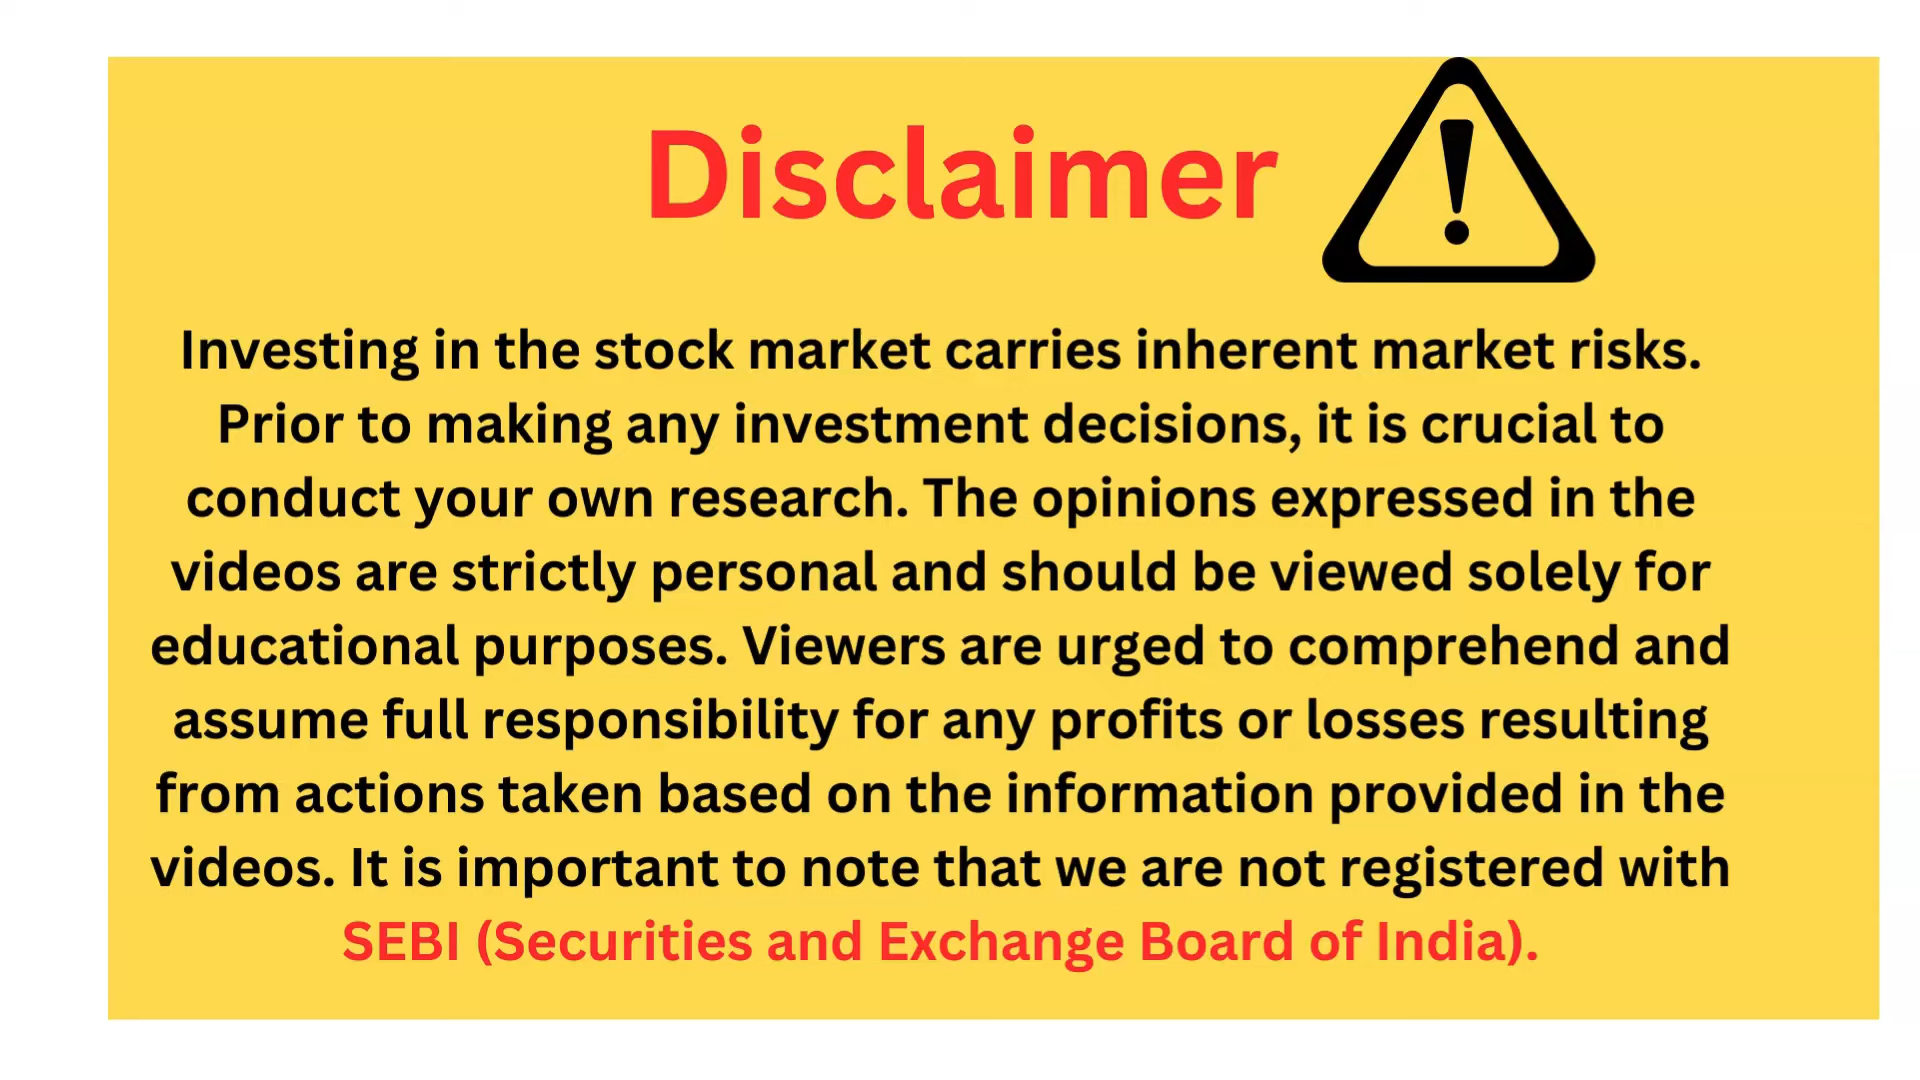 Disclaimer
Investing in the stock market carries inherent market risks.
Prior to making any investment decisions, it is crucial to
conduct your own research. The opinions expressed in the
videos are strictly personal and should be viewed solely for
educational purposes. Viewers are urged to comprehend and
assume full responsibility for any profits or losses resulting
from actions taken based on the information provided in the
videos. It is important to note that we are not registered with
SEBI (Securities and Exchange Board of India).